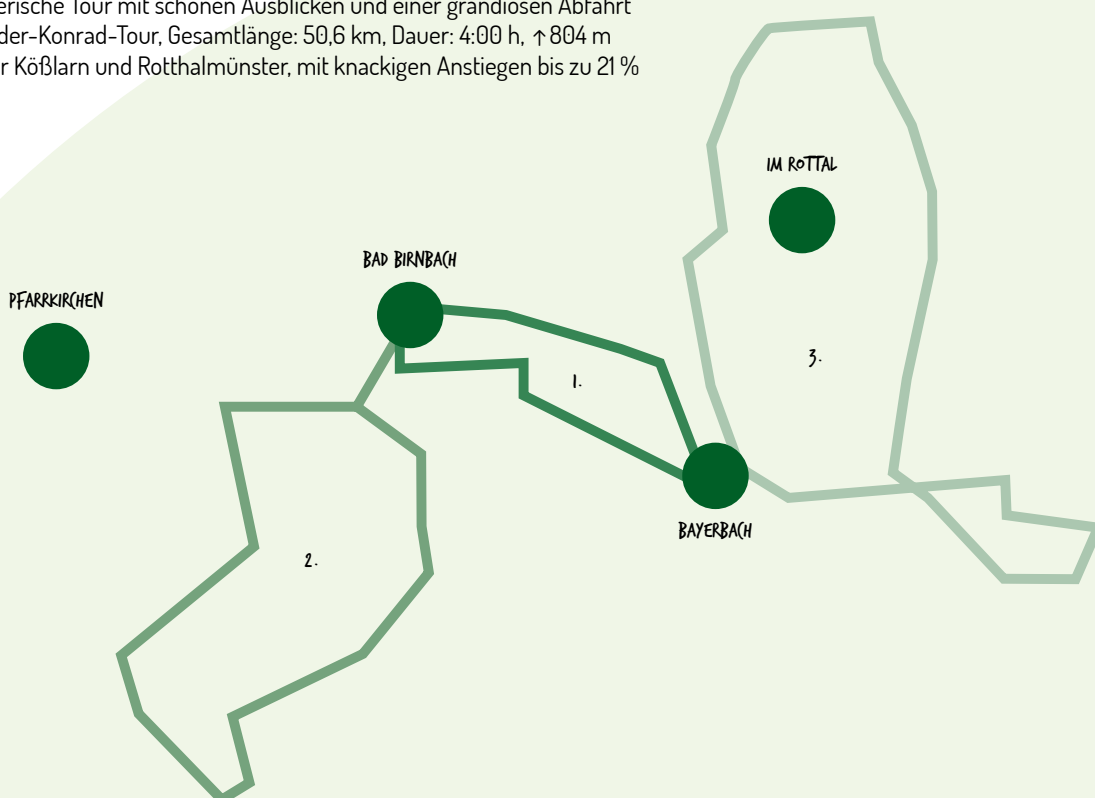 erische Tour mit schönen Ausblicken und einer grandiosen Abfahrt
der-Konrad-Tour, Gesamtlänge: 50,6 km, Dauer: 4:00 h, ↑804 m
r Kößlarn und Rotthalmünster, mit knackigen Anstiegen bis zu 21 %
IM ROTTAL
BAD BIRNBACH
PFARRKIRCHEN
3.
1.
BAYERBACH
2.